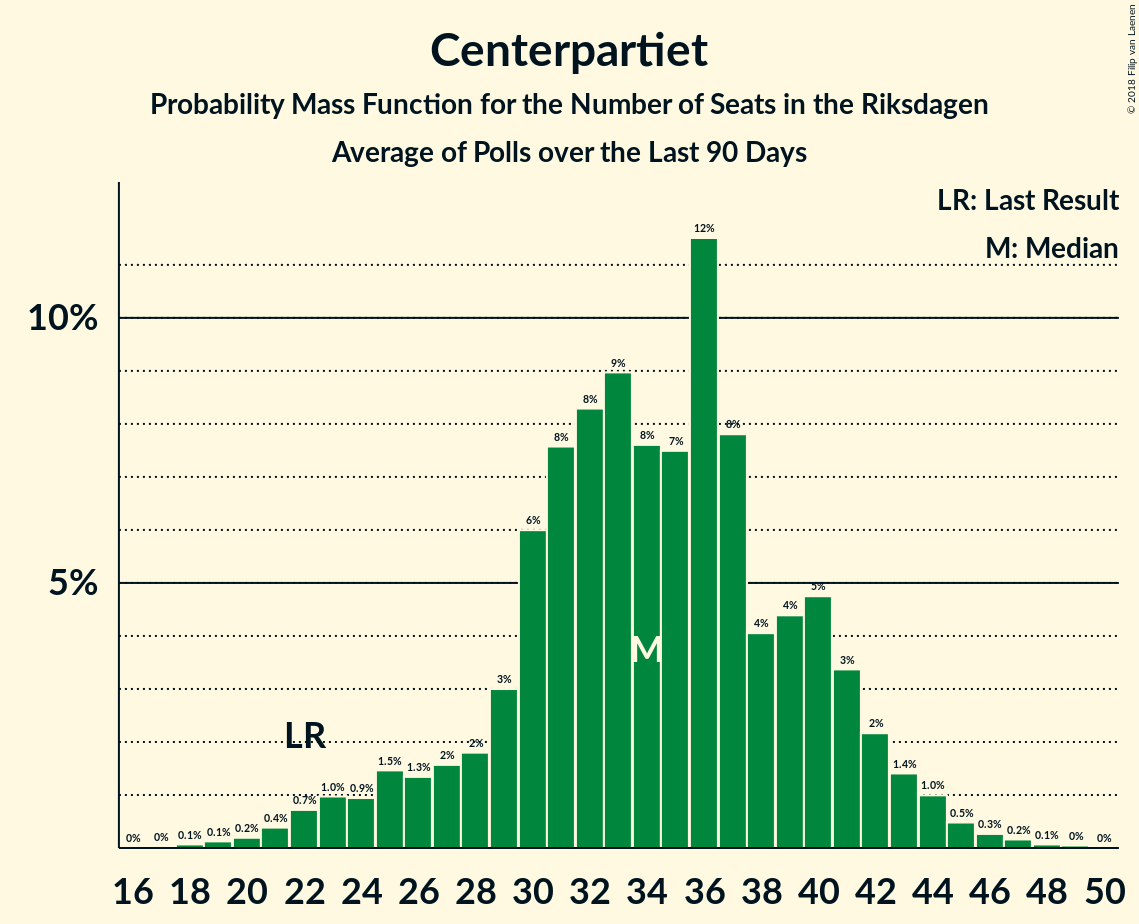 Centerpartiet
Probability Mass Function for the Number of Seats in the Riksdagen
Average of Polls over the Last 90 Days
© 2018 Filip van Laenen
LR: Last Result
M: Median
10%
5%
0% 0% 0.1% 0.1% 0.2% 0.4% 0.7% 1.0% 0.9% 1.5% 1.3% 2% 2% 3% 6% 8% 8% 9% 8% 7% 12% 8% 4% 4% 5% 3% 2% 1.4% 1.0% 0.5% 0.3% 0.2% 0.1% 0% 0%
LR
M
16 18 20 22 24 26 28 30 32 34 36 38 40 42 44 46 48 50